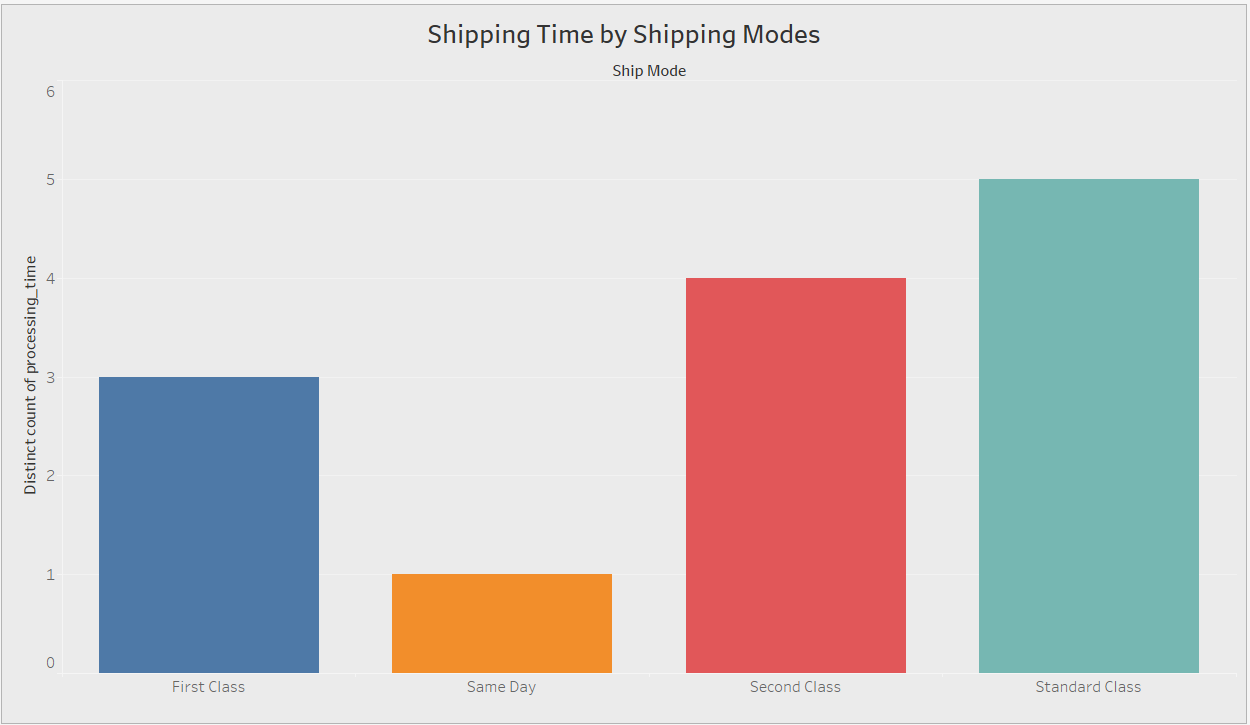 Shipping Time by Shipping Modes
Ship Mode
Distinct count of processing_time
6
5
4
3
2
1
0
First Class
Same Day
Second Class
Standard Class